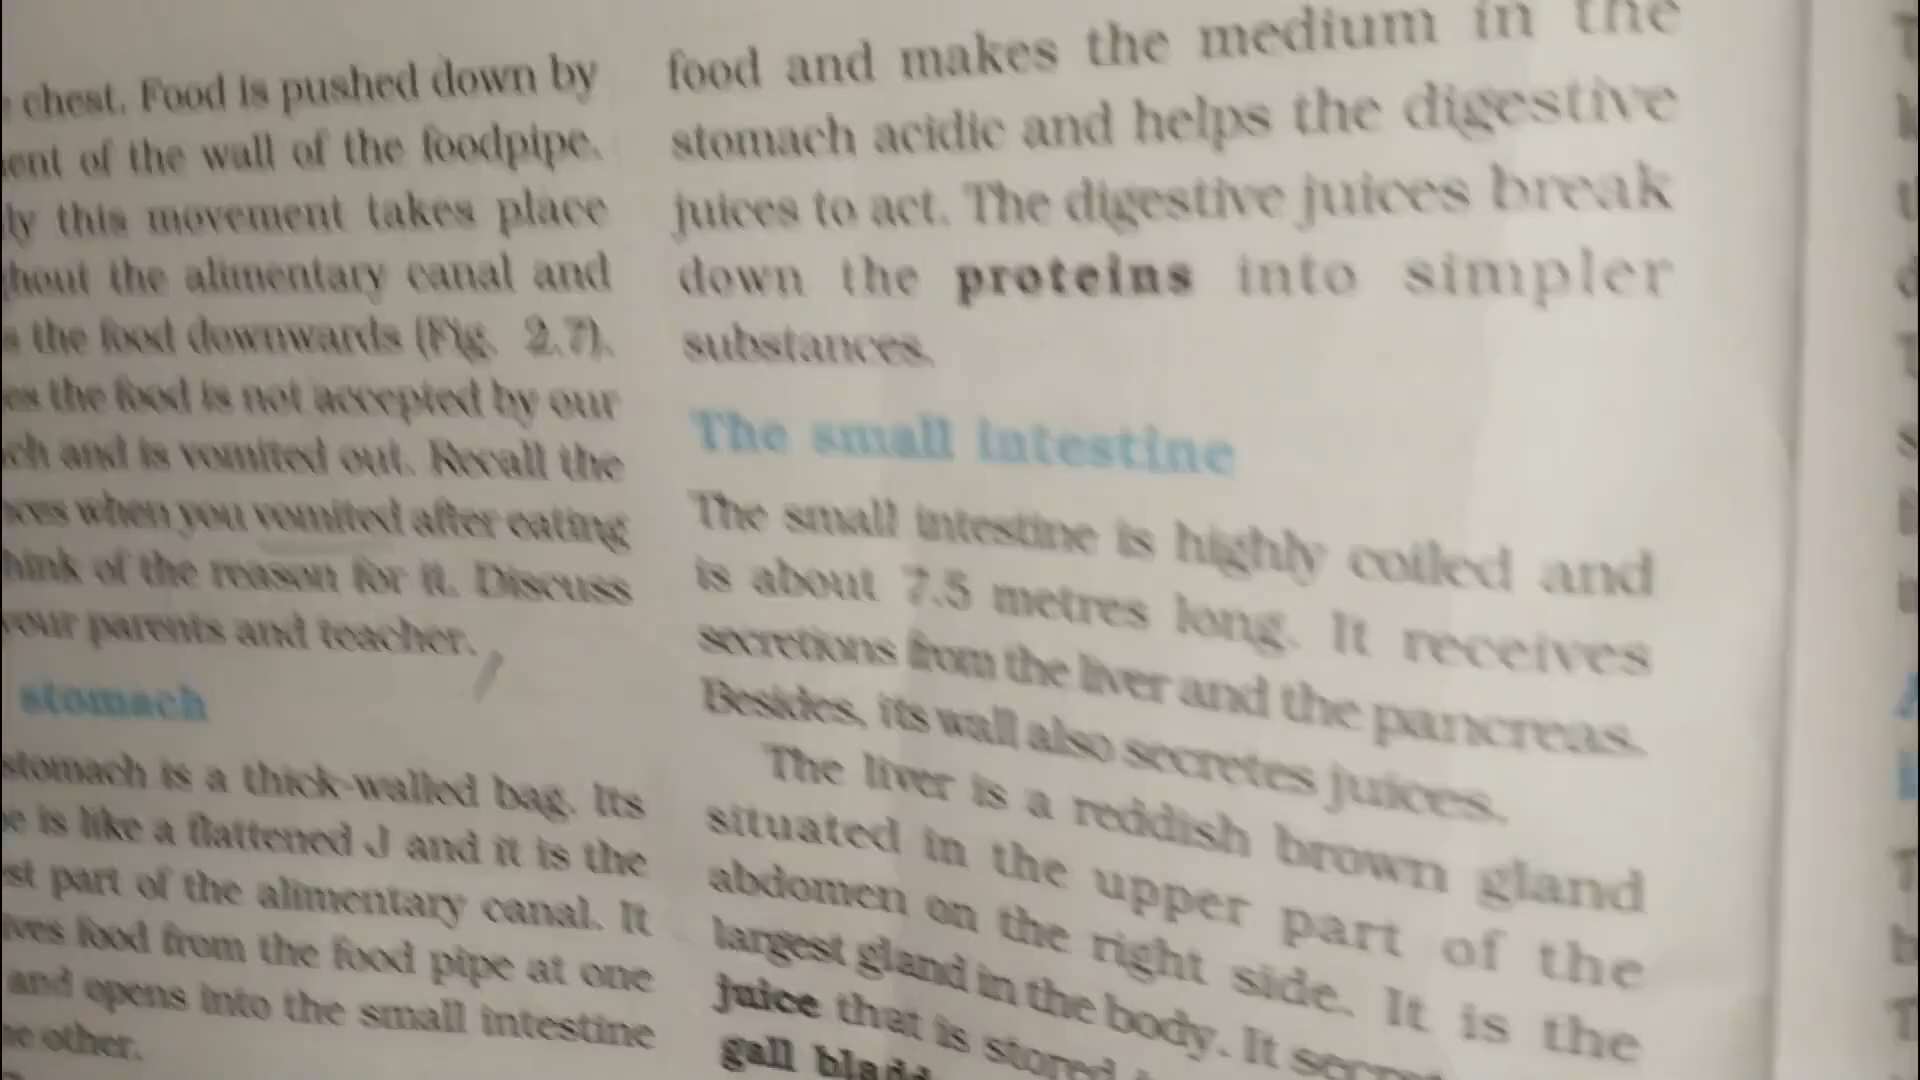 chest. Food is pushed down by
of the wall of the foodpipe.
this movement takes place
the alimentary canal and
the food downwards (Fig. 2.7).
the food is not accepted by our
and is vomited out. Recall the
when you vomited after eating
of the reason for it. Discuss
your parents and teacher.
stomach
stomach is a thick-walled bag. Its
is like a flattened J and it is the
part of the alimentary canal. It
food from the food pipe at one
and opens into the small intestine
other.
food and makes the medium in the
stomach acidic and helps the digestive
juices to act. The digestive juices break
down the proteins into simpler
substances.
The small intestine
The small intestine is highly coiled and
is about 7.5 metres long. It receives
secretions from the liver and the pancreas.
Besides, its wall also secretes juices.
The liver is a reddish brown gland
situated in the upper part of the
abdomen on the right side. It is the
largest gland in the body. It
juice that is stored
gall